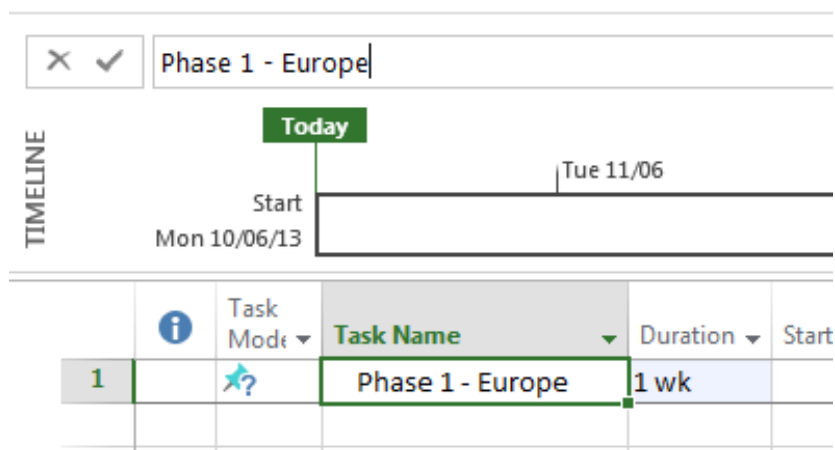 Phase 1 - Europe
Today
TIMELINE
Tue 11/06
Start
Mon 10/06/13
Task
Mode
Task Name
Duration
Start
1
Phase 1 - Europe
1 wk